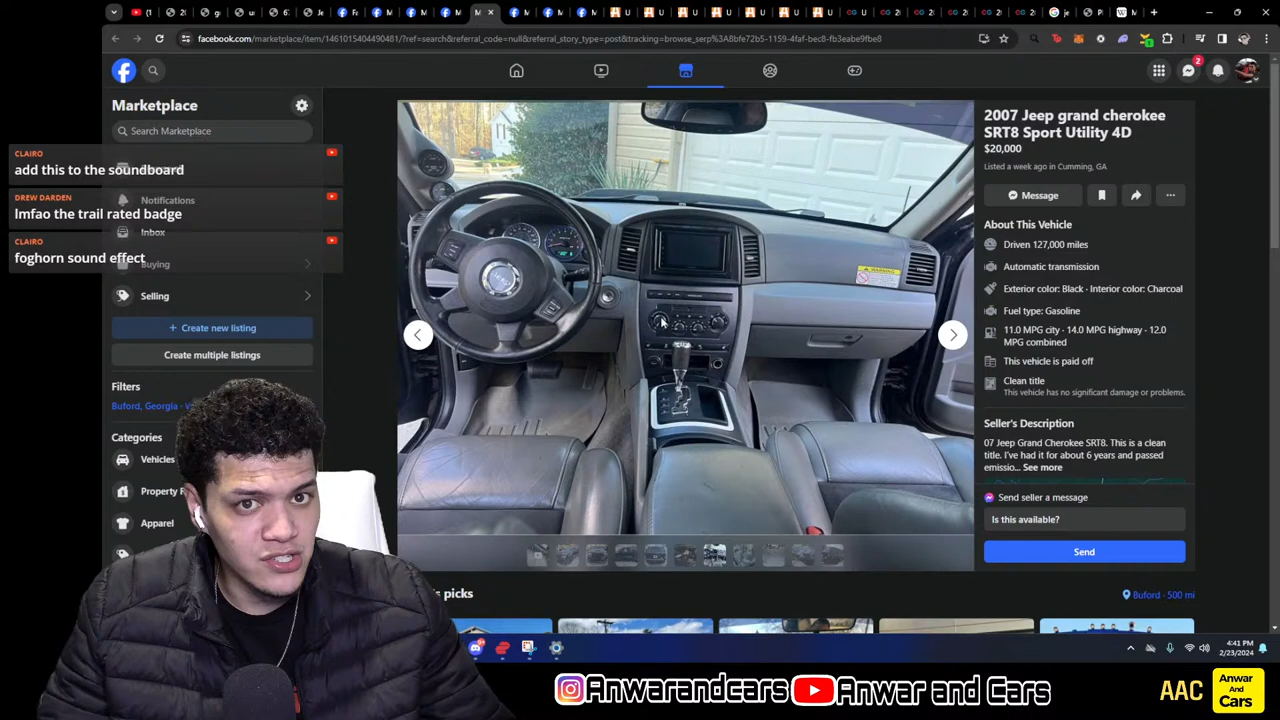 facebook.com/marketplace/item/1461015404490481/?ref=search&referral_code=null&referral_story_type=post&tracking=browse_serp%3A8bfe72b5-1159-4faf-bec8-fb3eabe9fbe8
2
Marketplace
Search Marketplace
CLAIRO
add this to the soundboard
DREW DARDEN
lmfao the trail rated badge
CLAIRO
foghorn sound effect
Notifications
Inbox
Buying
Selling
+ Create new listing
Create multiple listings
Filters
Buford, Georgia
Categories
Vehicles
Property
Apparel
WARNING
2007 Jeep grand cherokee
SRT8 Sport Utility 4D
$20,000
Listed a week ago in Cumming, GA
Message
About This Vehicle
Driven 127,000 miles
Automatic transmission
Exterior color: Black · Interior color: Charcoal
Fuel type: Gasoline
11.0 MPG city · 14.0 MPG highway · 12.0
MPG combined
This vehicle is paid off
Clean title
This vehicle has no significant damage or problems.
Seller's Description
07 Jeep Grand Cherokee SRT8. This is a clean
title. I've had it for about 6 years and passed
emissio... See more
Send seller a message
Is this available?
Send
picks
Buford · 500 mi
4:41 PM
2/23/2024
@Anwarandcars
Anwar and Cars
AAC
Anwar
And
Cars